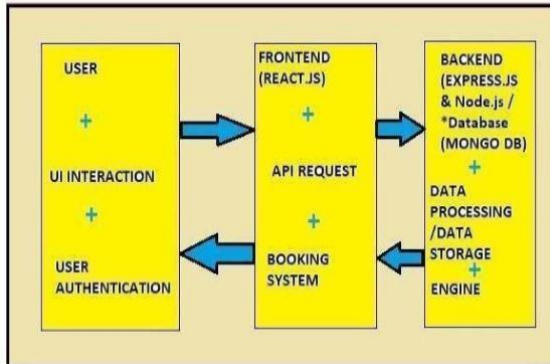 USER
+
UI INTERACTION
+
USER
AUTHENTICATION
FRONTEND
(REACT.JS)
+
API REQUEST
+
BOOKING
SYSTEM
BACKEND
(EXPRESS.JS
& Node.js /
*Database
(MONGO DB)
+
DATA
PROCESSING
/DATA
STORAGE
+
ENGINE